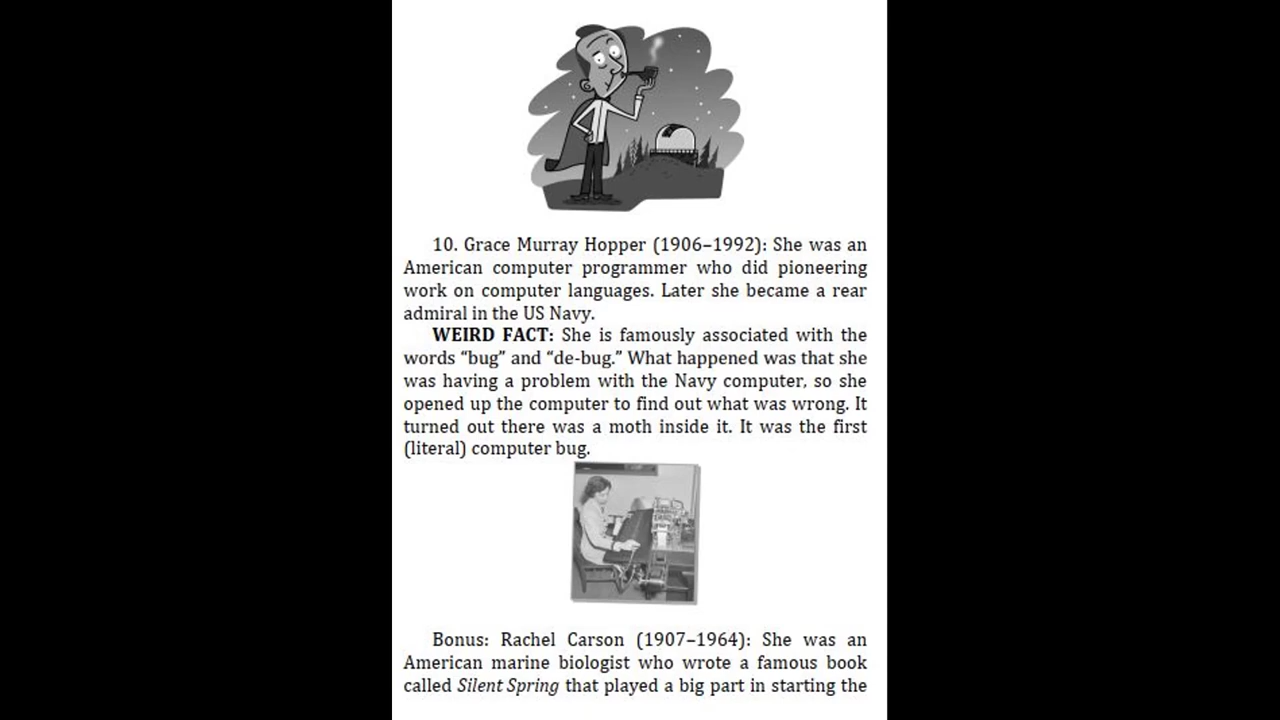 10. Grace Murray Hopper (1906–1992): She was an
American computer programmer who did pioneering
work on computer languages. Later she became a rear
admiral in the US Navy.
WEIRD FACT: She is famously associated with the
words “bug” and “de-bug.” What happened was that she
was having a problem with the Navy computer, so she
opened up the computer to find out what was wrong. It
turned out there was a moth inside it. It was the first
(literal) computer bug.
Bonus: Rachel Carson (1907–1964): She was an
American marine biologist who wrote a famous book
called Silent Spring that played a big part in starting the